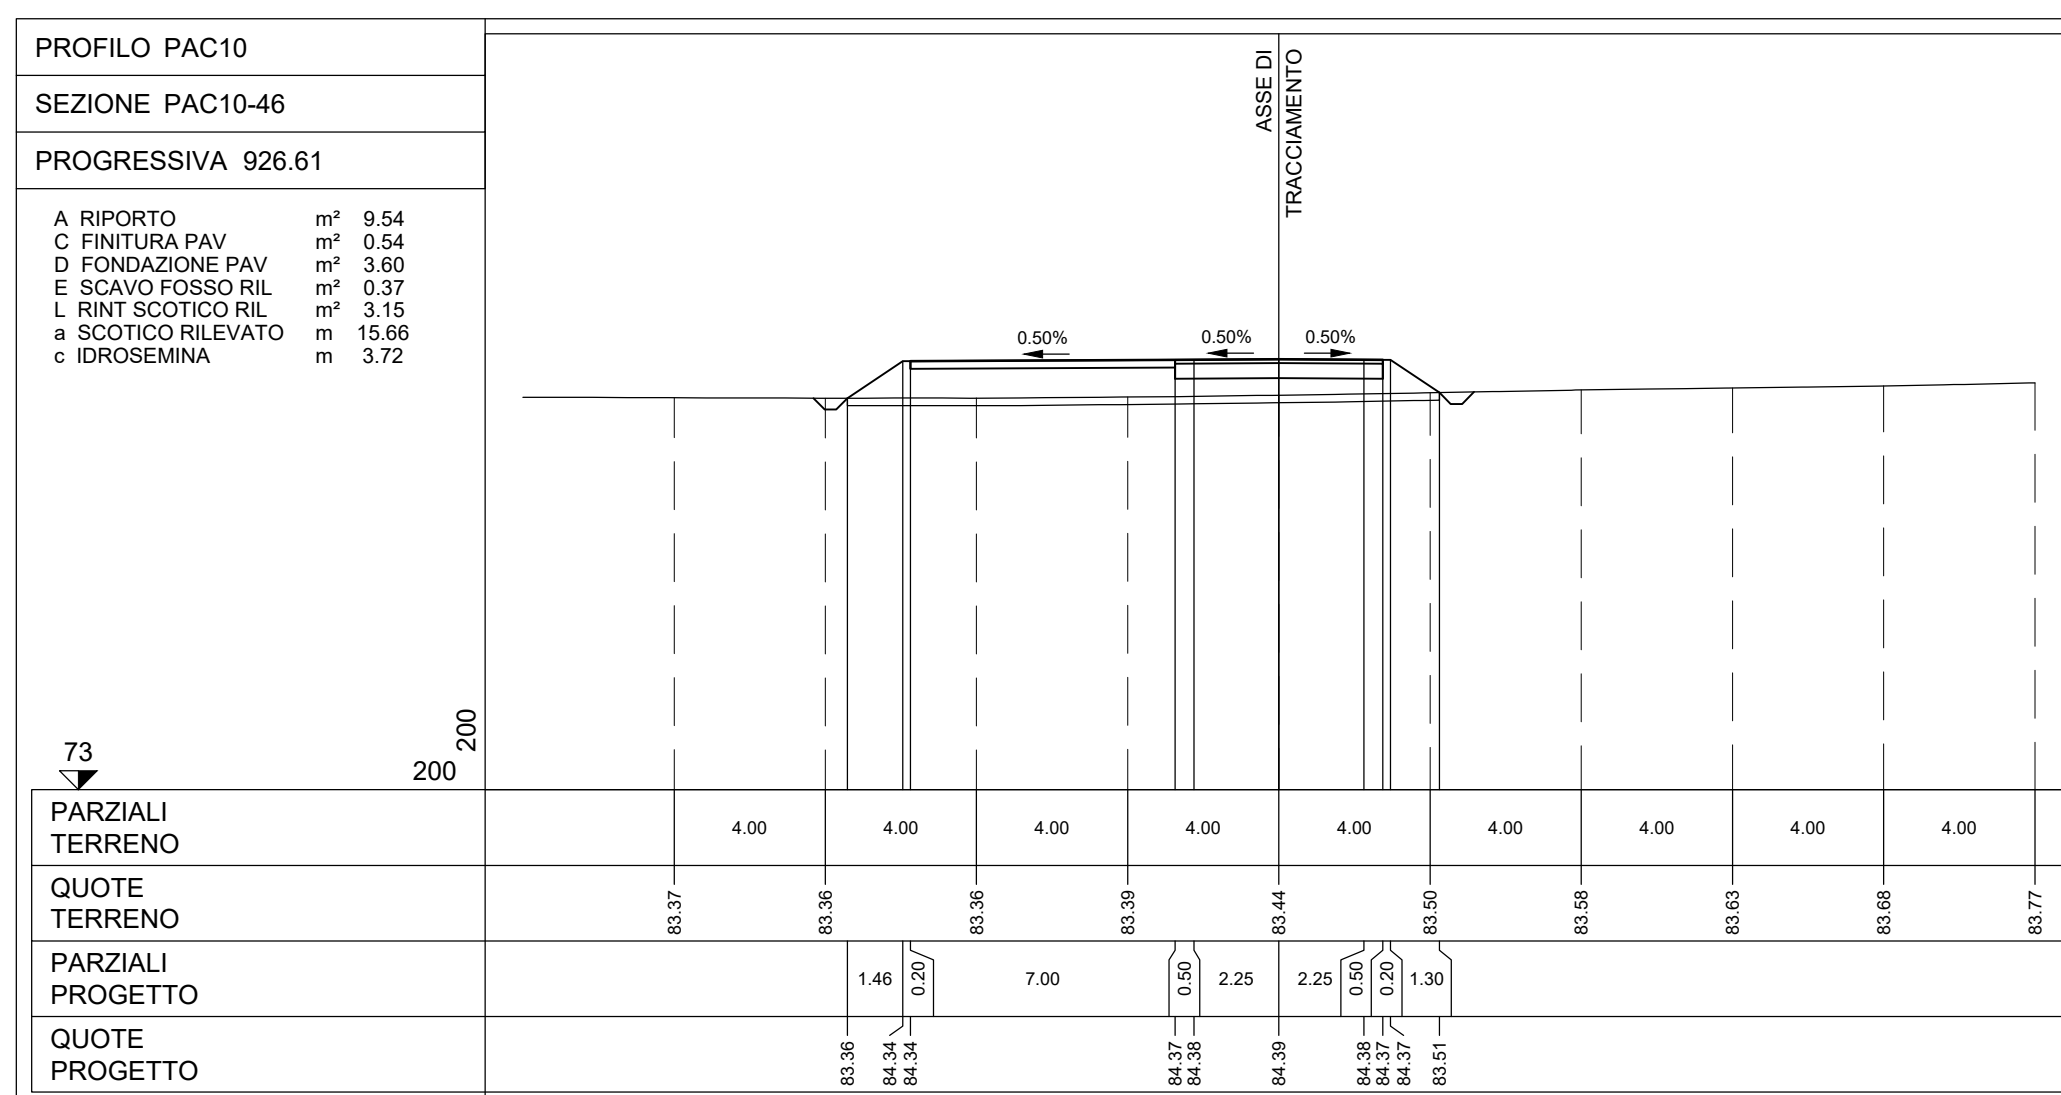 PROFILO PAC10
SEZIONE PAC10-46
PROGRESSIVA 926.61
A RIPORTO m² 9.54
C FINITURA PAV m² 0.54
D FONDAZIONE PAV m² 3.60
E SCAVO FOSSO RIL m² 0.37
L RINT SCOTICO RIL m² 3.15
a SCOTICO RILEVATO m 15.66
c IDROSEMINA m 3.72
ASSE DI
TRACCIAMENTO
0.50% 0.50% 0.50%
73
200
200
PARZIALI
TERRENO
4.00 4.00 4.00 4.00 4.00 4.00 4.00 4.00 4.00
QUOTE
TERRENO
83.37 83.36 83.36 83.39 83.44 83.50 83.58 83.63 83.68 83.77
PARZIALI
PROGETTO
1.46 0.20 7.00 0.50 2.25 2.25 0.50 0.20 1.30
QUOTE
PROGETTO
83.36 84.34 84.34 84.37 84.38 84.39 84.38 84.37 84.37 83.51